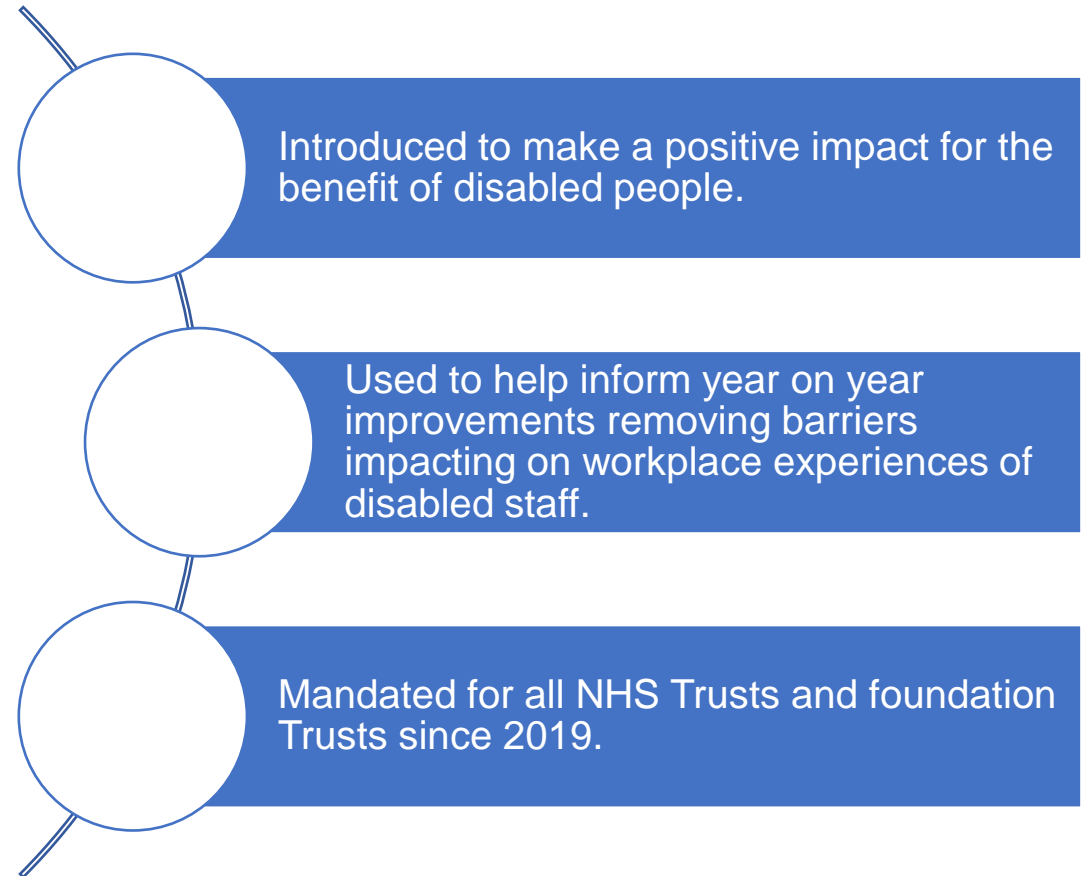 Introduced to make a positive impact for the
benefit of disabled people.
Used to help inform year on year
improvements removing barriers
impacting on workplace experiences of
disabled staff.
Mandated for all NHS Trusts and foundation
Trusts since 2019.